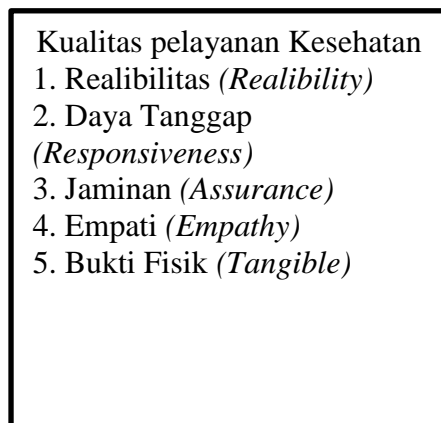 Kualitas pelayanan Kesehatan
1. Realibilitas (Realibility)
2. Daya Tanggap
(Responsiveness)
3. Jaminan (Assurance)
4. Empati (Empathy)
5. Bukti Fisik (Tangible)